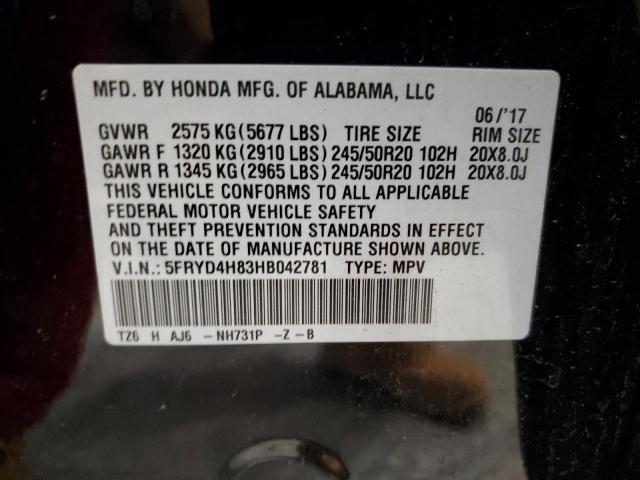 MFD. BY HONDA MFG. OF ALABAMA, LLC
06/'17
GVWR 2575 KG(5677 LBS) TIRE SIZE RIM SIZE
GAWR F 1320 KG(2910 LBS) 245/50R20 102H 20X8.0J
GAWR R 1345 KG(2965 LBS) 245/50R20 102H 20X8.0J
THIS VEHICLE CONFORMS TO ALL APPLICABLE
FEDERAL MOTOR VEHICLE SAFETY
AND THEFT PREVENTION STANDARDS IN EFFECT
ON THE DATE OF MANUFACTURE SHOWN ABOVE.
V.I.N.: 5FRYD4H83HB042781 TYPE: MPV
TZ6 H AJ6 -NH731P -Z -B